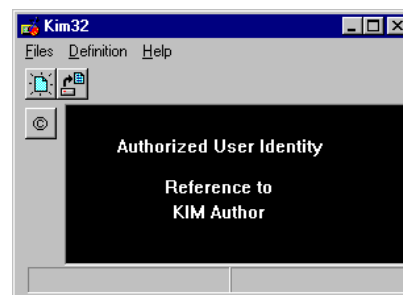 Kim32
Files Definition Help
©
Authorized User Identity
Reference to
KIM Author